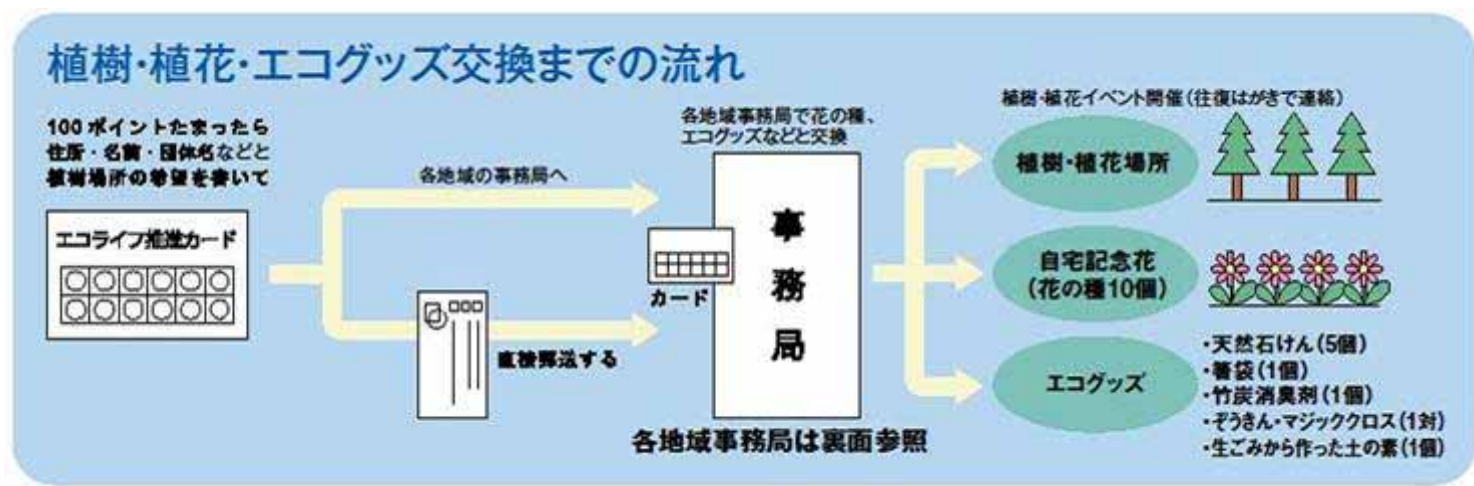 植樹・植花・エコグッズ交換までの流れ
100ポイントたまったら
住所・名前・団体名などと
植樹場所の希望を書いて
エコライフ推進カード
各地域の事務局へ
直接郵送する
各地域事務局で花の種、
エコグッズなどと交換
カード
事務局
各地域事務局は裏面参照
植樹・植花イベント開催(往復はがきで連絡)
植樹・植花場所
自宅記念花
(花の種10個)
エコグッズ
・天然石けん(5個)
・箸袋(1個)
・竹炭消臭剤(1個)
・ぞうきん・マジッククロス(1対)
・生ごみから作った土の素(1個)